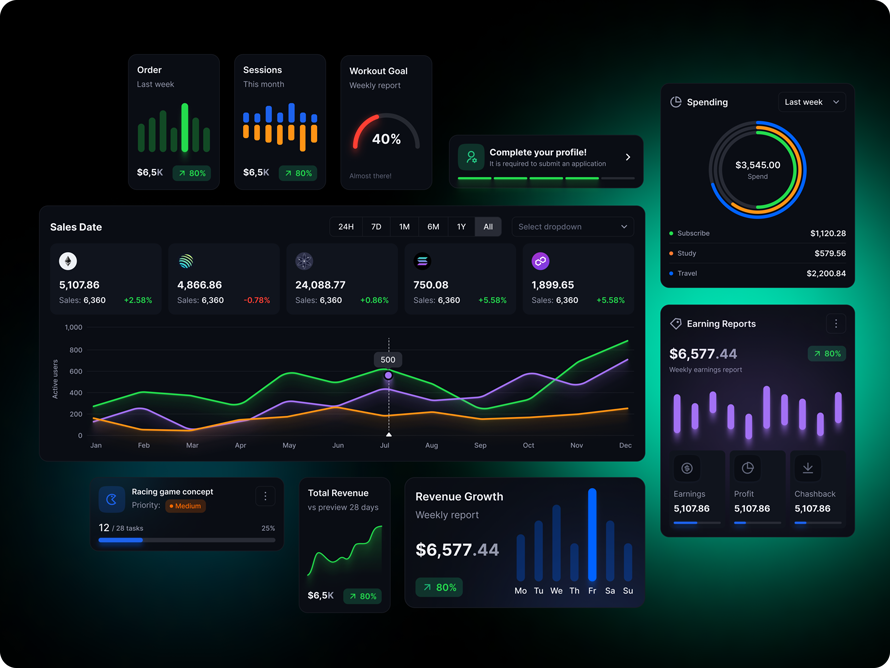 Order
Last week
$6,5K
80%
Sessions
This month
$6,5K
80%
Workout Goal
Weekly report
40%
Almost there!
Complete your profile!
It is required to submit an application
Spending
Last week
$3,545.00
Spend
Subscribe $1,120.28
Study $579.56
Travel $2,200.84
Sales Date
24H 7D 1M 6M 1Y All
Select dropdown
5,107.86
Sales: 6,360 +2.58%
4,866.86
Sales: 6,360 -0.78%
24,088.77
Sales: 6,360 +0.86%
750.08
Sales: 6,360 +5.58%
1,899.65
Sales: 6,360 +5.58%
Active users
1,000
800
600
400
200
0
500
Jan Feb Mar Apr May Jun Jul Aug Sep Oct Nov Dec
Earning Reports
$6,577.44
80%
Weekly earnings report
Earnings
5,107.86
Profit
5,107.86
Chashback
5,107.86
Racing game concept
Priority: Medium
12 / 28 tasks 25%
Total Revenue
vs preview 28 days
$6,5K
80%
Revenue Growth
Weekly report
$6,577.44
80%
Mo Tu We Th Fr Sa Su